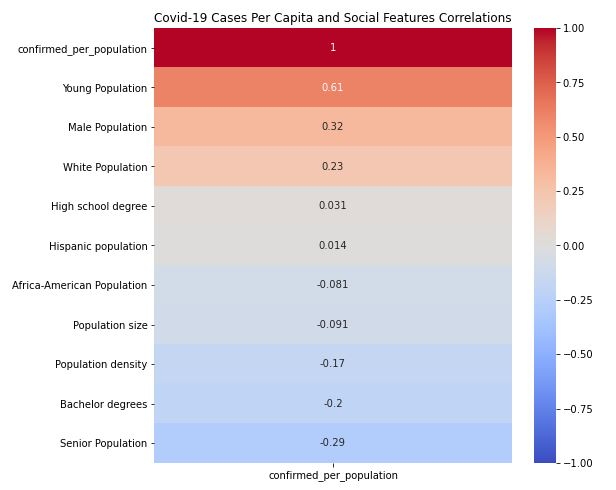 Covid-19 Cases Per Capita and Social Features Correlations
confirmed_per_population
1
Young Population
0.61
Male Population
0.32
White Population
0.23
High school degree
0.031
Hispanic population
0.014
Africa-American Population
-0.081
Population size
-0.091
Population density
-0.17
Bachelor degrees
-0.2
Senior Population
-0.29
confirmed_per_population
1.00
0.75
0.50
0.25
0.00
−0.25
−0.50
−0.75
−1.00